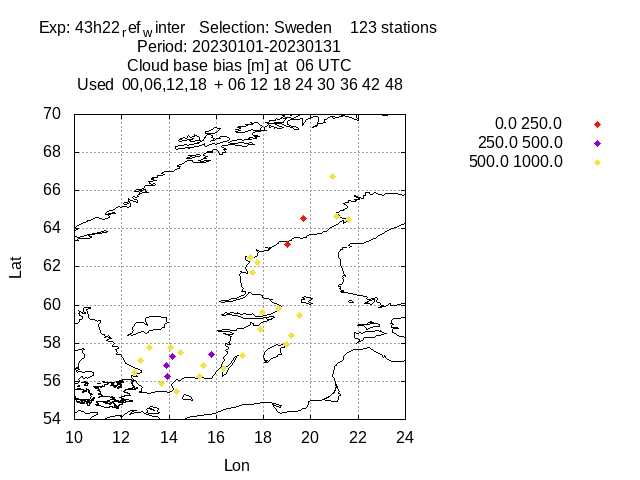 Exp: 43h22refwinter Selection: Sweden 123 stations
Period: 20230101-20230131
Cloud base bias [m] at 06 UTC
Used 00,06,12,18 + 06 12 18 24 30 36 42 48
0.0 250.0
250.0 500.0
500.0 1000.0
70
68
66
64
62
60
58
56
54
Lat
10 12 14 16 18 20 22 24
Lon